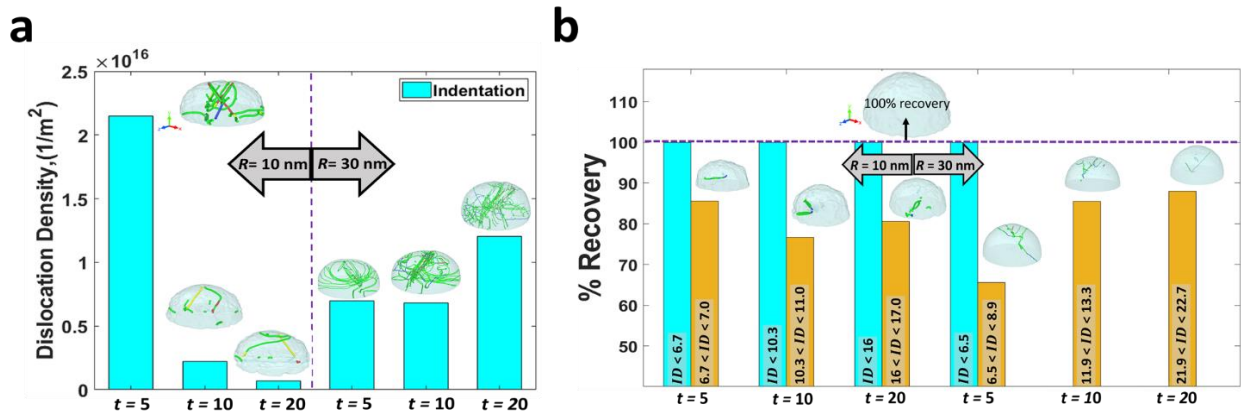 a
×10^16
Dislocation Density,(1/m^2)
2.5
2
1.5
1
0.5
0
Indentation
R= 10 nm
R= 30 nm
t = 5
t = 10
t = 20
t = 5
t = 10
t = 20
b
% Recovery
110
100
90
80
70
60
50
100% recovery
R = 10 nm
R = 30 nm
ID < 6.7
6.7 < ID < 7.0
ID < 10.3
10.3 < ID < 11.0
ID < 16
16 < ID < 17.0
ID < 6.5
6.5 < ID < 8.9
11.9 < ID < 13.3
21.9 < ID < 22.7
t = 5
t = 10
t = 20
t = 5
t = 10
t = 20